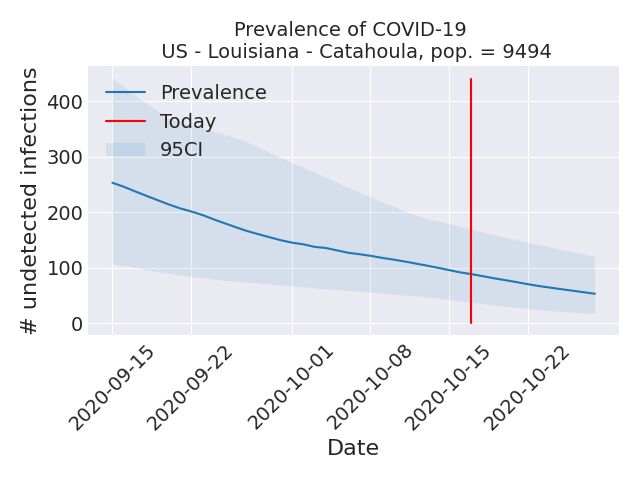 Prevalence of COVID-19
US - Louisiana - Catahoula, pop. = 9494
# undetected infections
400
300
200
100
0
Prevalence
Today
95CI
2020-09-15
2020-09-22
2020-10-01
2020-10-08
2020-10-15
2020-10-22
Date